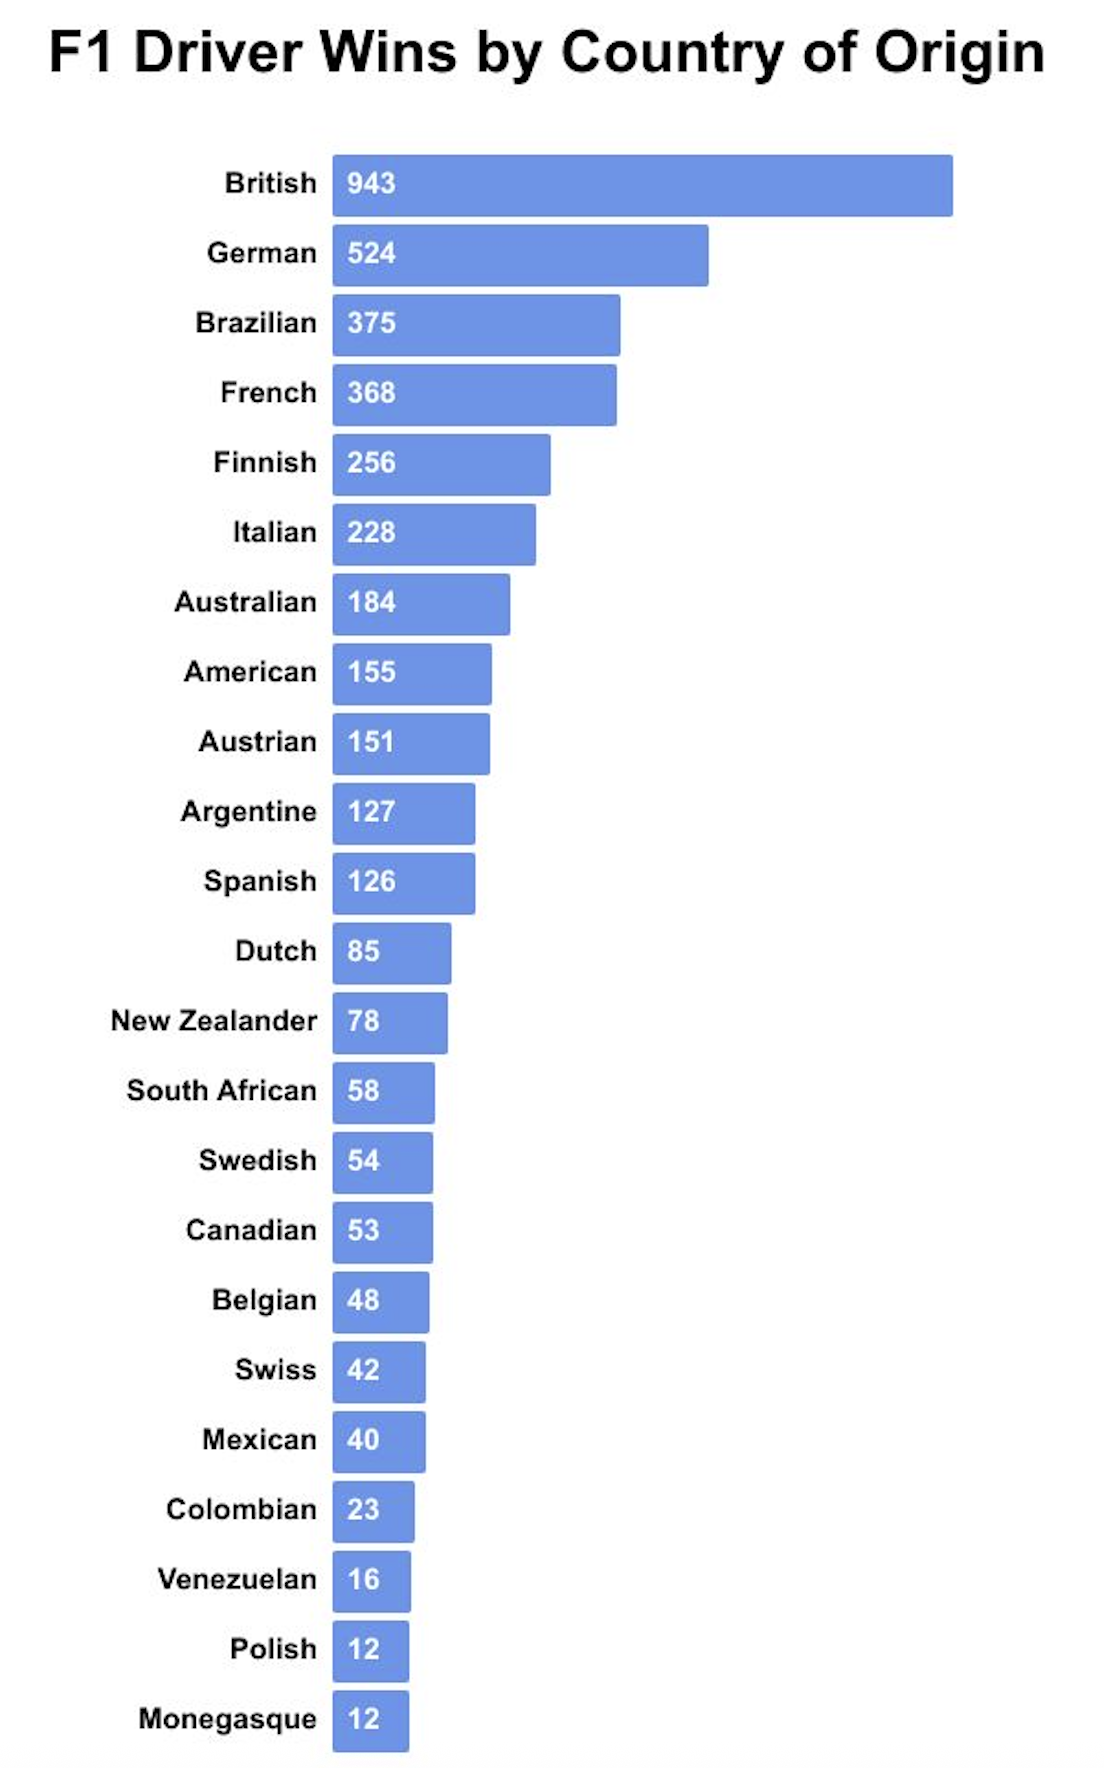 F1 Driver Wins by Country of Origin
British 943
German 524
Brazilian 375
French 368
Finnish 256
Italian 228
Australian 184
American 155
Austrian 151
Argentine 127
Spanish 126
Dutch 85
New Zealander 78
South African 58
Swedish 54
Canadian 53
Belgian 48
Swiss 42
Mexican 40
Colombian 23
Venezuelan 16
Polish 12
Monegasque 12